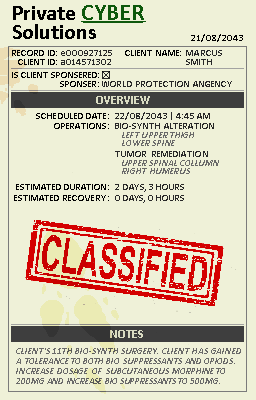 Private CYBER
Solutions
21/08/2043
RECORD ID: e000927125 CLIENT NAME: MARCUS
CLIENT ID: a014571302 SMITH
IS CLIENT SPONSERED: ☒
SPONSER: WORLD PROTECTION ANGENCY
OVERVIEW
SCHEDULED DATE: 22/08/2043 | 4:45 AM
OPERATIONS: BIO-SYNTH ALTERATION
LEFT UPPER THIGH
LOWER SPINE
TUMOR REMEDIATION
UPPER SPINAL COLLUMN
RIGHT HUMERUS
ESTIMATED DURATION: 2 DAYS, 3 HOURS
ESTIMATED RECOVERY: 0 DAYS, 0 HOURS
CLASSIFIED
NOTES
CLIENT'S 11TH BIO-SYNTH SURGERY. CLIENT HAS GAINED
A TOLERANCE TO BOTH BIO SUPPRESSANTS AND OPIODS.
INCREASE DOSAGE OF SUBCUTANEOUS MORPHINE TO
200MG AND INCREASE BIO SUPPRESSANTS TO 500MG.